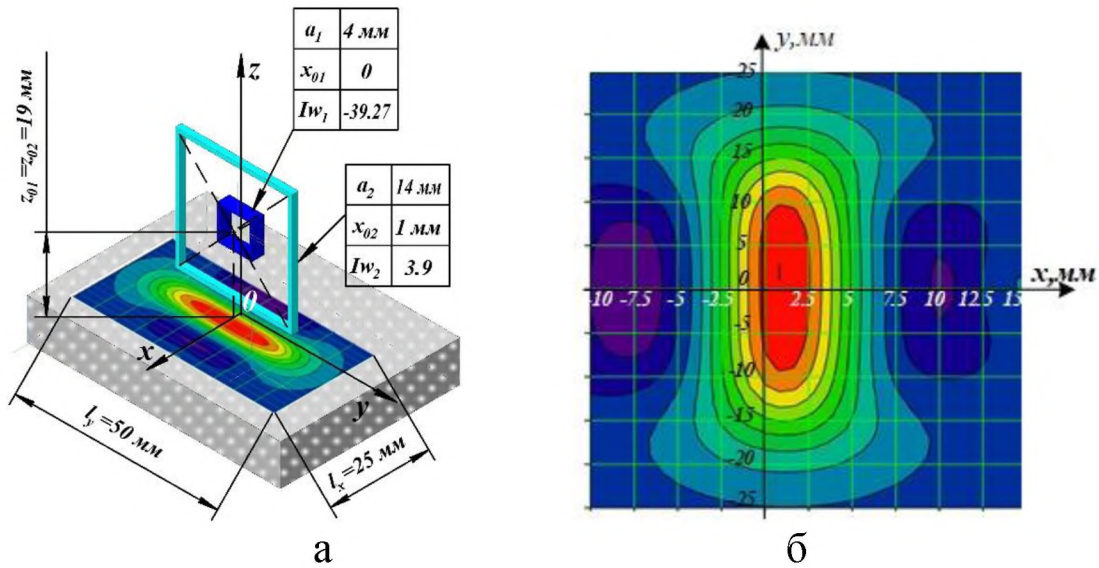 a₁ 4 мм
x₀₁ 0
Iw₁ -39.27
z
z₀₁=z₀₂=19 мм
a₂ 14 мм
x₀₂ 1 мм
Iw₂ 3.9
0
x
y
l_y=50 мм
l_x=25 мм
а
y,мм
25
20
15
10
5
0
x,мм
-10 -7.5 -5 -2.5 2.5 5 7.5 10 12.5 15
-5
-10
-15
-20
-25
б